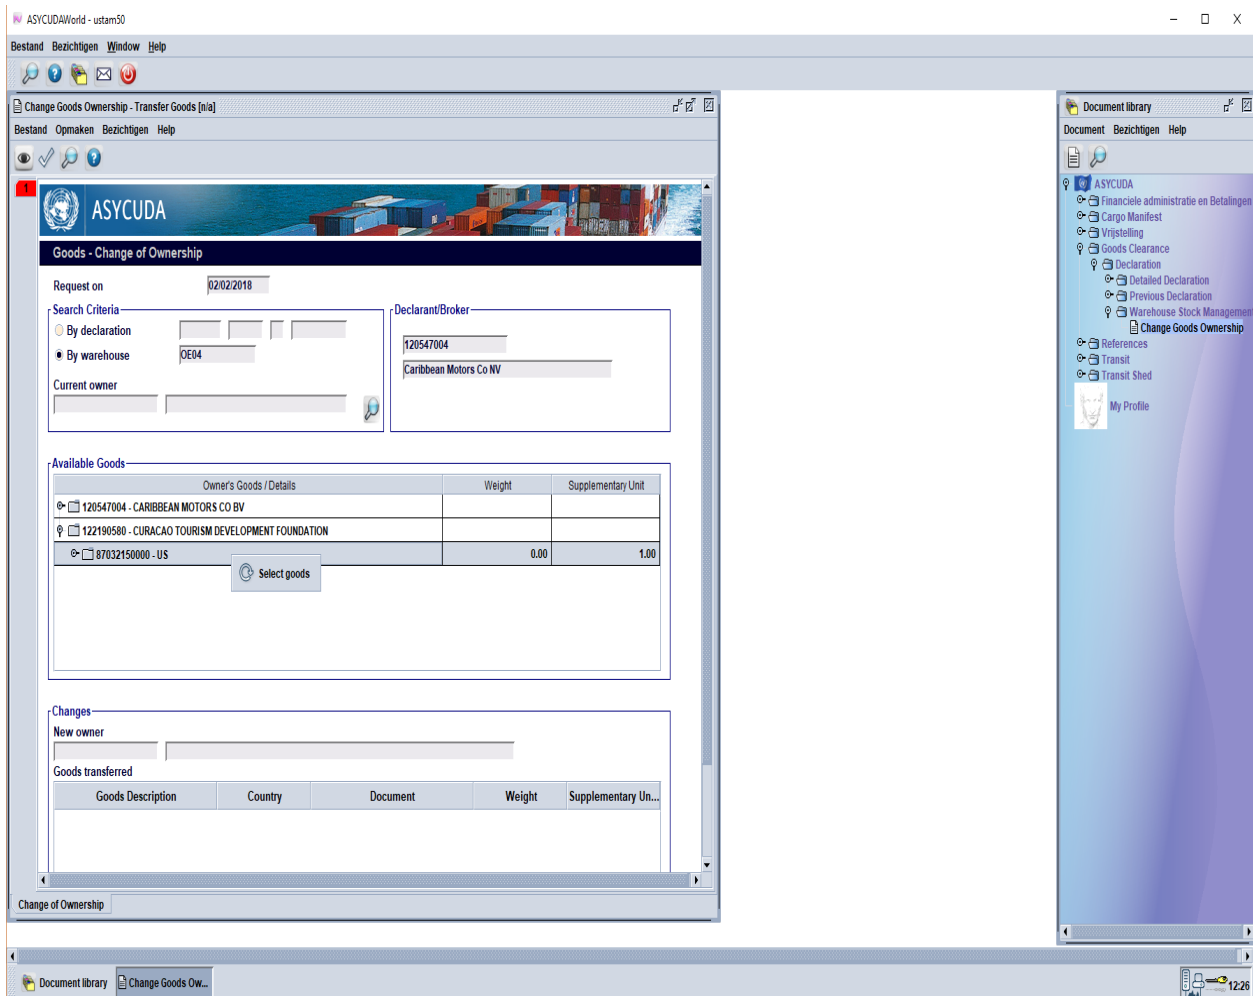 ASYCUDAWorld - ustam50
Bestand Bezichtigen Window Help
Change Goods Ownership - Transfer Goods [n/a]
Bestand Opmaken Bezichtigen Help
1
ASYCUDA
Goods - Change of Ownership
Request on 02/02/2018
Search Criteria
By declaration
By warehouse OE04
Current owner
Declarant/Broker
120547004
Caribbean Motors Co NV
Available Goods
Owner's Goods / Details Weight Supplementary Unit
120547004 - CARIBBEAN MOTORS CO BV
122190580 - CURACAO TOURISM DEVELOPMENT FOUNDATION
87032150000 - US 0.00 1.00
Select goods
Changes
New owner
Goods transferred
Goods Description Country Document Weight Supplementary Un...
Change of Ownership
Document library
Document Bezichtigen Help
ASYCUDA
Financiele administratie en Betalingen
Cargo Manifest
Vrijstelling
Goods Clearance
Declaration
Detailed Declaration
Previous Declaration
Warehouse Stock Managemen
Change Goods Ownership
References
Transit
Transit Shed
My Profile
Document library Change Goods Ow... 12:26